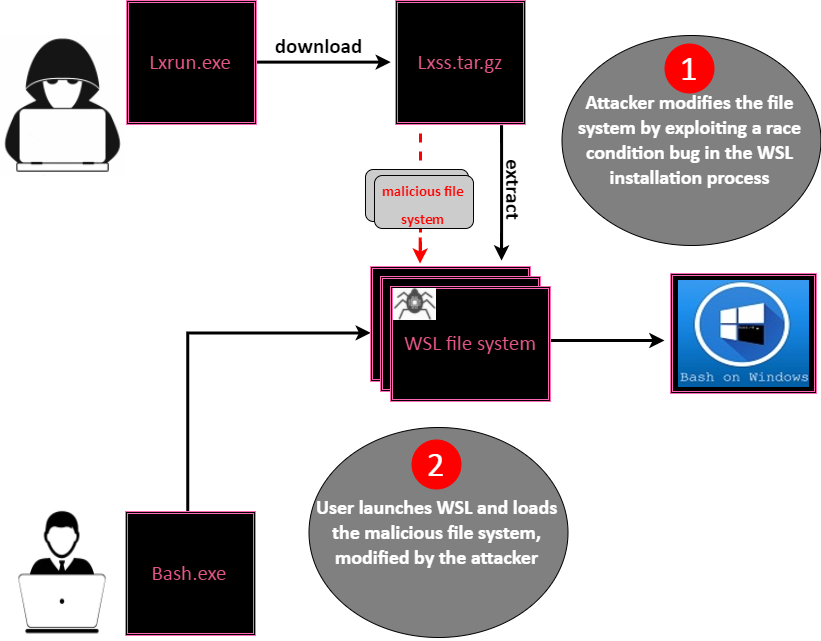 Lxrun.exe
download
Lxss.tar.gz
1
Attacker modifies the file
system by exploiting a race
condition bug in the WSL
installation process
malicious file
system
extract
WSL file system
Bash on Windows
2
User launches WSL and loads
the malicious file system,
modified by the attacker
Bash.exe